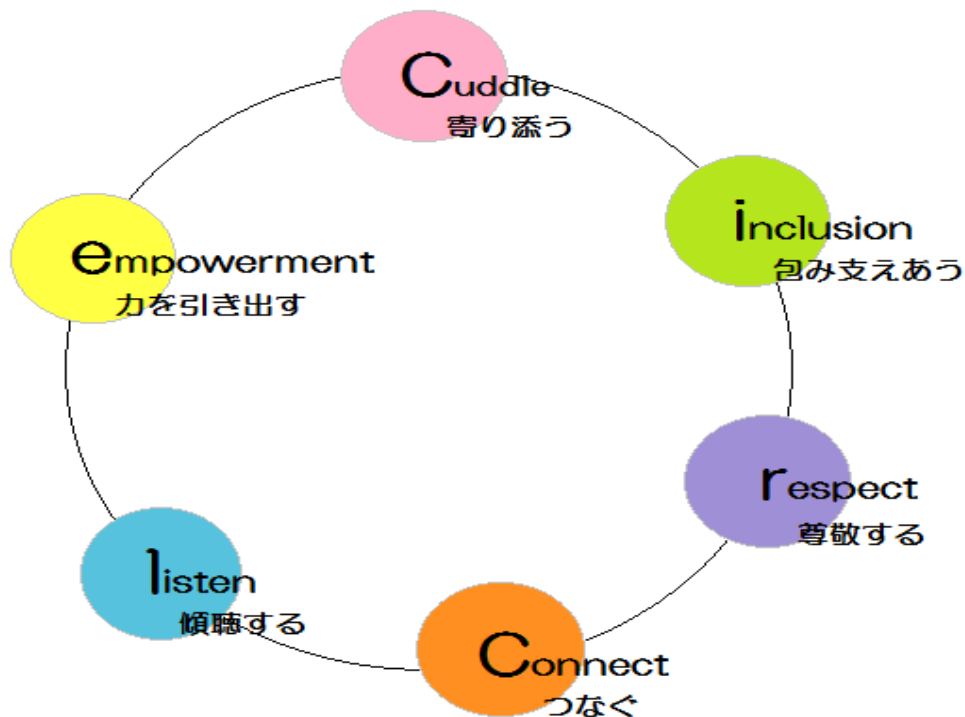 Cuddle
寄り添う
inclusion
包み支えあう
respect
尊敬する
Connect
つなぐ
listen
傾聴する
empowerment
力を引き出す